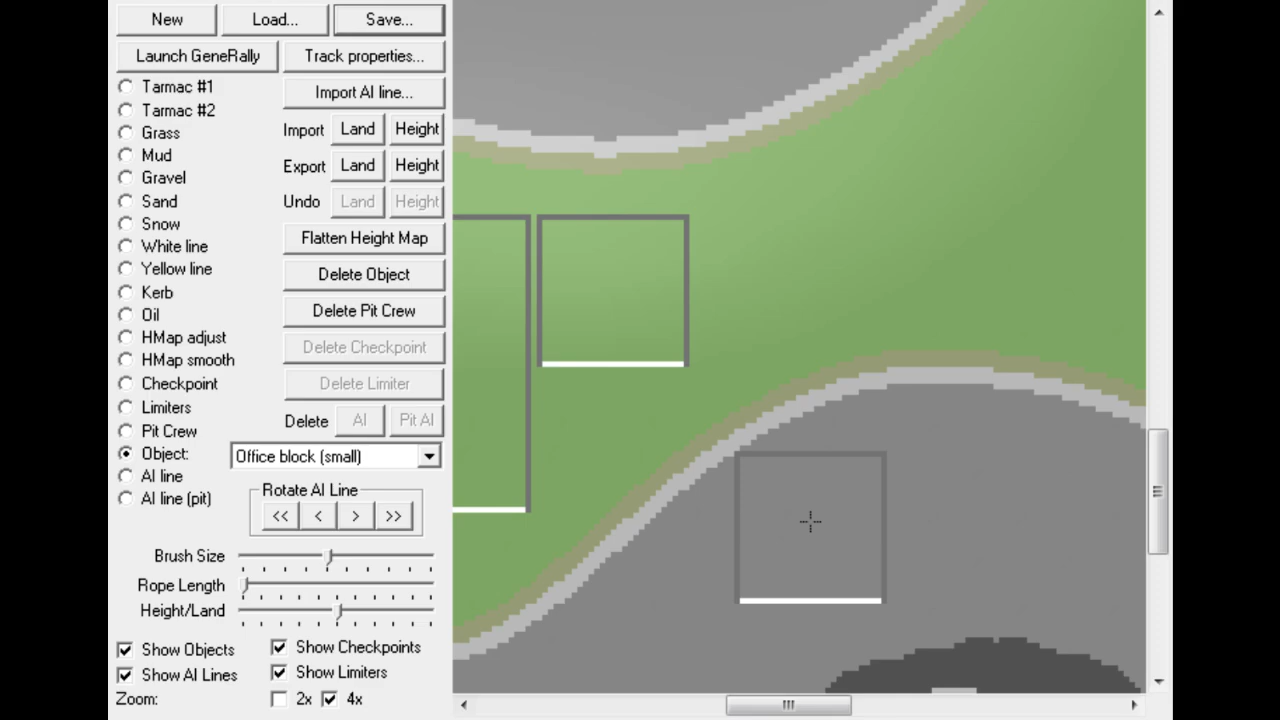 New Load... Save...
Launch GeneRally Track properties...
Tarmac #1
Import AI line...
Tarmac #2
Grass Import Land Height
Mud
Gravel Export Land Height
Sand Undo Land Height
Snow
White line Flatten Height Map
Yellow line Delete Object
Kerb
Oil Delete Pit Crew
HMap adjust Delete Checkpoint
HMap smooth
Checkpoint Delete Limiter
Limiters
Pit Crew Delete AI Pit AI
Object: Office block (small)
AI line
AI line (pit) Rotate AI Line
<< < > >>
Brush Size
Rope Length
Height/Land
Show Objects Show Checkpoints
Show AI Lines Show Limiters
Zoom: 2x 4x